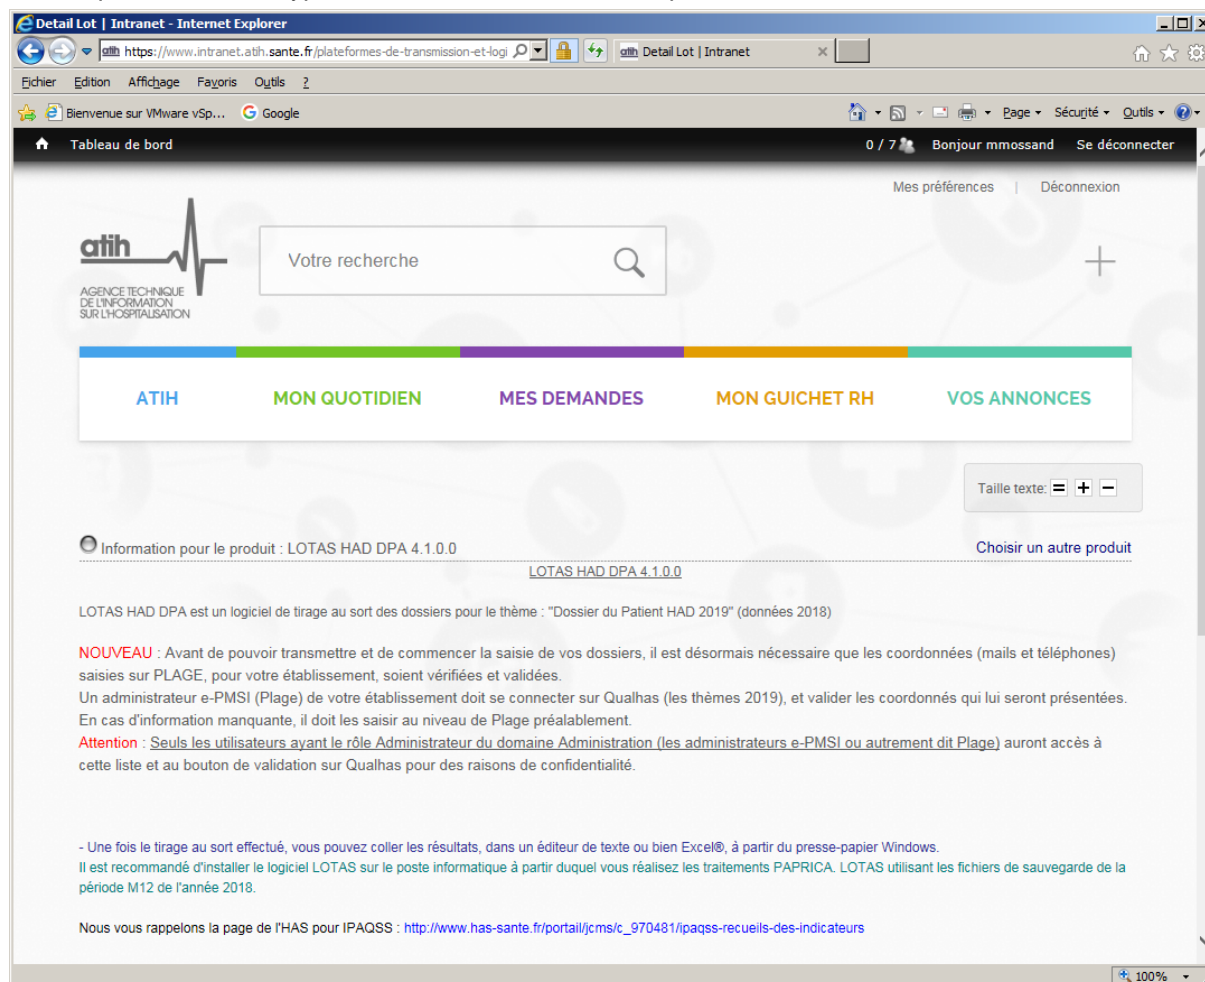 Detail Lot | Intranet - Internet Explorer
https://www.intranet.atih.sante.fr/plateformes-de-transmission-et-logi
Detail Lot | Intranet
Fichier Edition Affichage Favoris Outils ?
Bienvenue sur VMware vSp... Google Page Sécurité Outils
Tableau de bord 0 / 7 Bonjour mmossand Se déconnecter
Mes préférences | Déconnexion
atih
AGENCE TECHNIQUE
DE L'INFORMATION
SUR L'HOSPITALISATION
Votre recherche
ATIH MON QUOTIDIEN MES DEMANDES MON GUICHET RH VOS ANNONCES
Taille texte: = + −
Information pour le produit : LOTAS HAD DPA 4.1.0.0 Choisir un autre produit
LOTAS HAD DPA 4.1.0.0
LOTAS HAD DPA est un logiciel de tirage au sort des dossiers pour le thème : "Dossier du Patient HAD 2019" (données 2018)
NOUVEAU : Avant de pouvoir transmettre et de commencer la saisie de vos dossiers, il est désormais nécessaire que les coordonnées (mails et téléphones)
saisies sur PLAGE, pour votre établissement, soient vérifiées et validées.
Un administrateur e-PMSI (Plage) de votre établissement doit se connecter sur Qualhas (les thèmes 2019), et valider les coordonnés qui lui seront présentées.
En cas d'information manquante, il doit les saisir au niveau de Plage préalablement.
Attention : Seuls les utilisateurs ayant le rôle Administrateur du domaine Administration (les administrateurs e-PMSI ou autrement dit Plage) auront accès à
cette liste et au bouton de validation sur Qualhas pour des raisons de confidentialité.
- Une fois le tirage au sort effectué, vous pouvez coller les résultats, dans un éditeur de texte ou bien Excel®, à partir du presse-papier Windows.
Il est recommandé d'installer le logiciel LOTAS sur le poste informatique à partir duquel vous réalisez les traitements PAPRICA. LOTAS utilisant les fichiers de sauvegarde de la
période M12 de l'année 2018.
Nous vous rappelons la page de l'HAS pour IPAQSS : http://www.has-sante.fr/portail/jcms/c_970481/ipaqss-recueils-des-indicateurs
100%